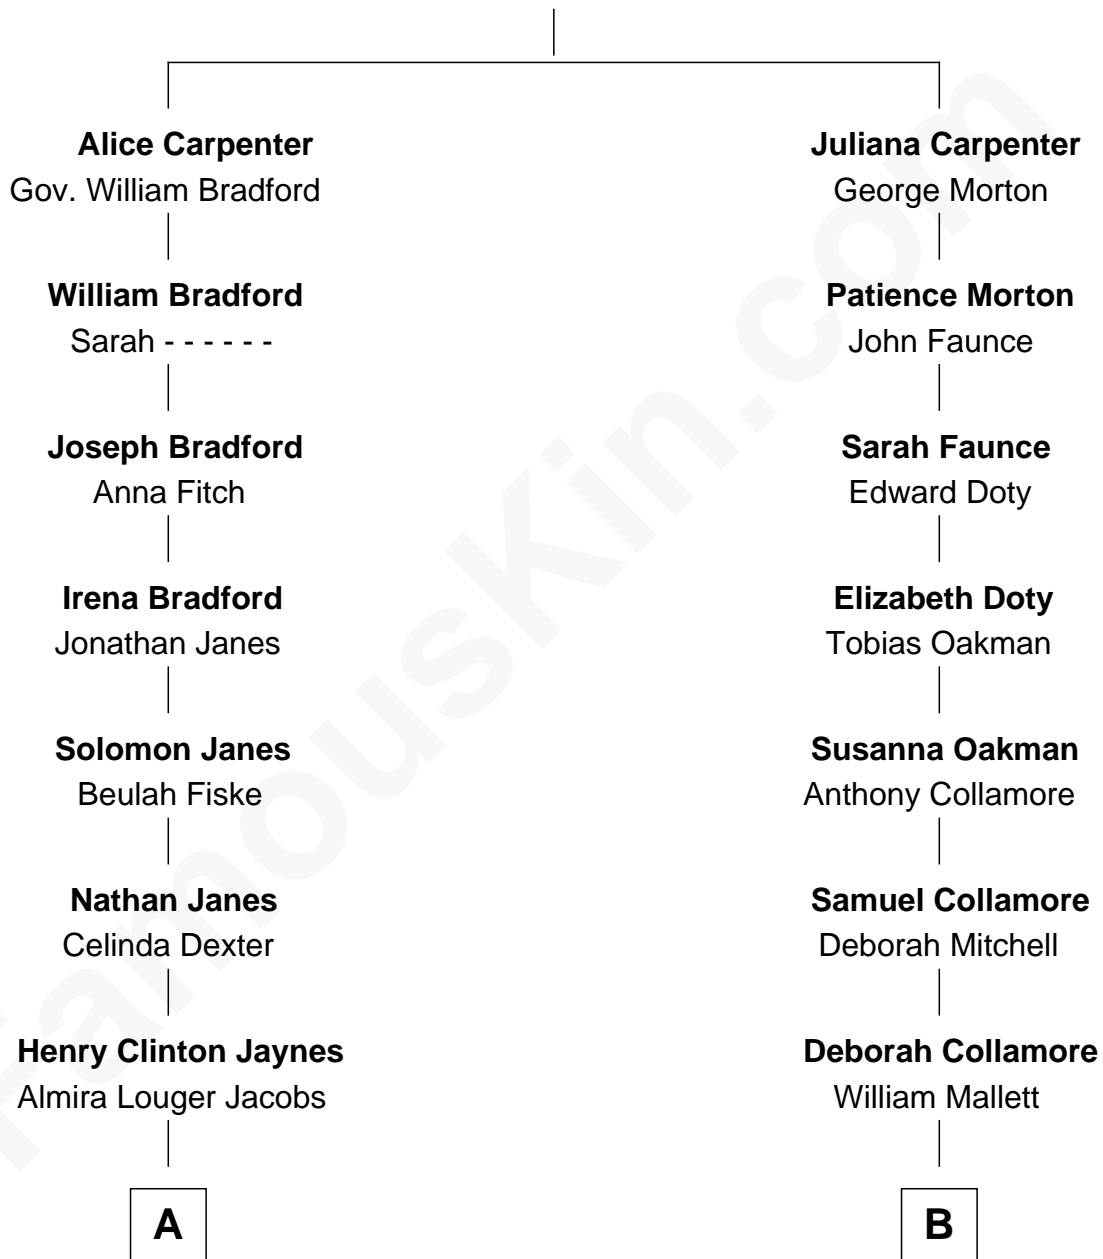 Alice Carpenter
Gov. William Bradford
Juliana Carpenter
George Morton
William Bradford
Sarah - - - - - -
Patience Morton
John Faunce
Joseph Bradford
Anna Fitch
Sarah Faunce
Edward Doty
Irena Bradford
Jonathan Janes
Elizabeth Doty
Tobias Oakman
Solomon Janes
Beulah Fiske
Susanna Oakman
Anthony Collamore
Nathan Janes
Celinda Dexter
Samuel Collamore
Deborah Mitchell
Henry Clinton Jaynes
Almira Louger Jacobs
Deborah Collamore
William Mallett
A
B
FamousKin.com